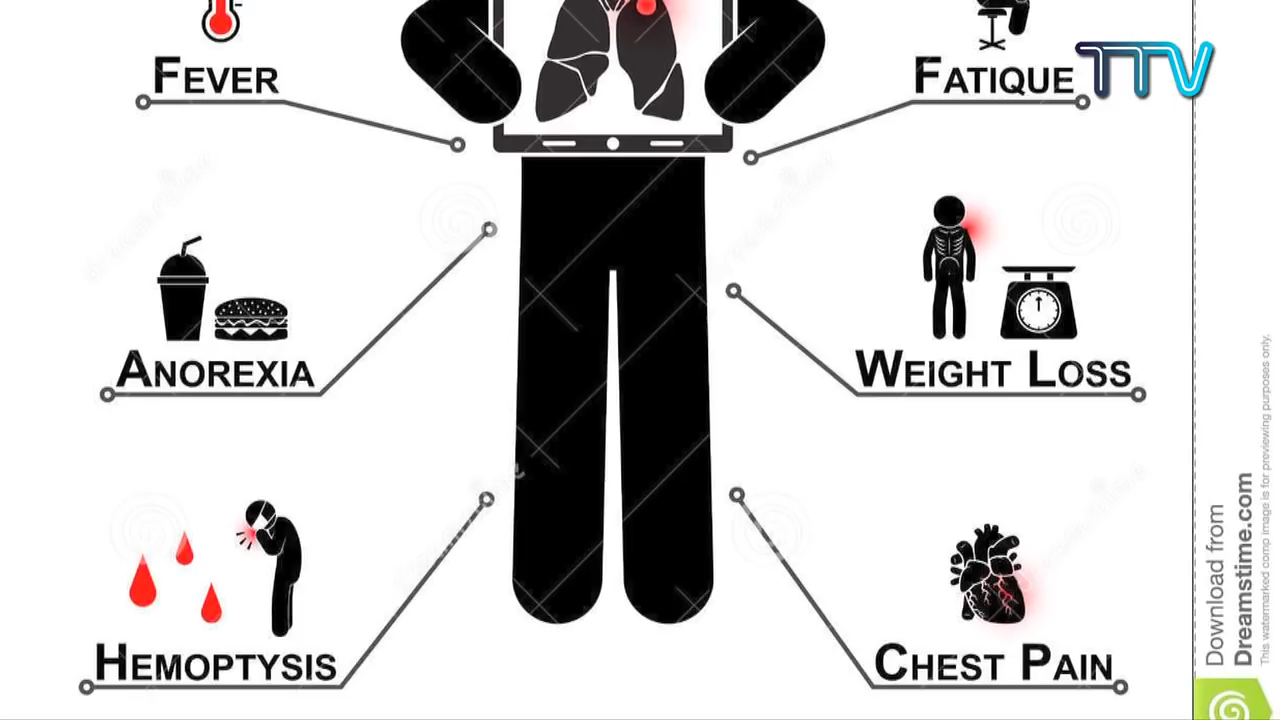 FEVER
FATIQUE
TTV
ANOREXIA
WEIGHT LOSS
HEMOPTYSIS
CHEST PAIN
Download from
Dreamstime.com
This watermarked comp image is for previewing purposes only.